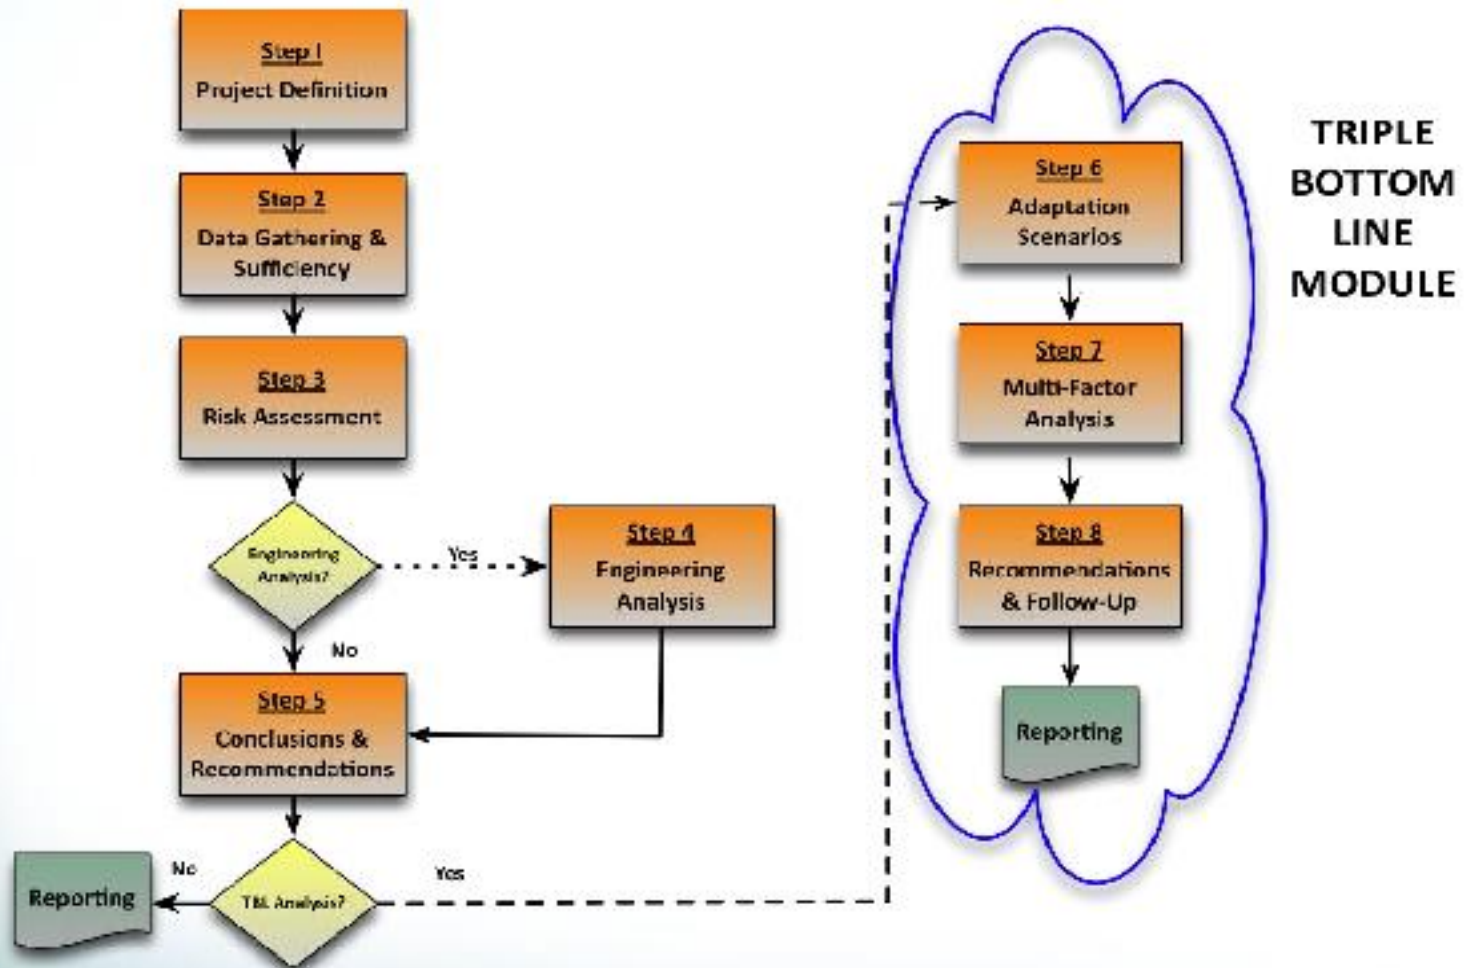 Step 1
Project Definition
Step 2
Data Gathering &
Sufficiency
Step 3
Risk Assessment
Engineering
Analysis?
Yes
No
Step 4
Engineering
Analysis
Step 5
Conclusions &
Recommendations
TBL Analysis?
No
Yes
Reporting
Step 6
Adaptation
Scenarios
Step 7
Multi-Factor
Analysis
Step 8
Recommendations
& Follow-Up
Reporting
TRIPLE
BOTTOM
LINE
MODULE